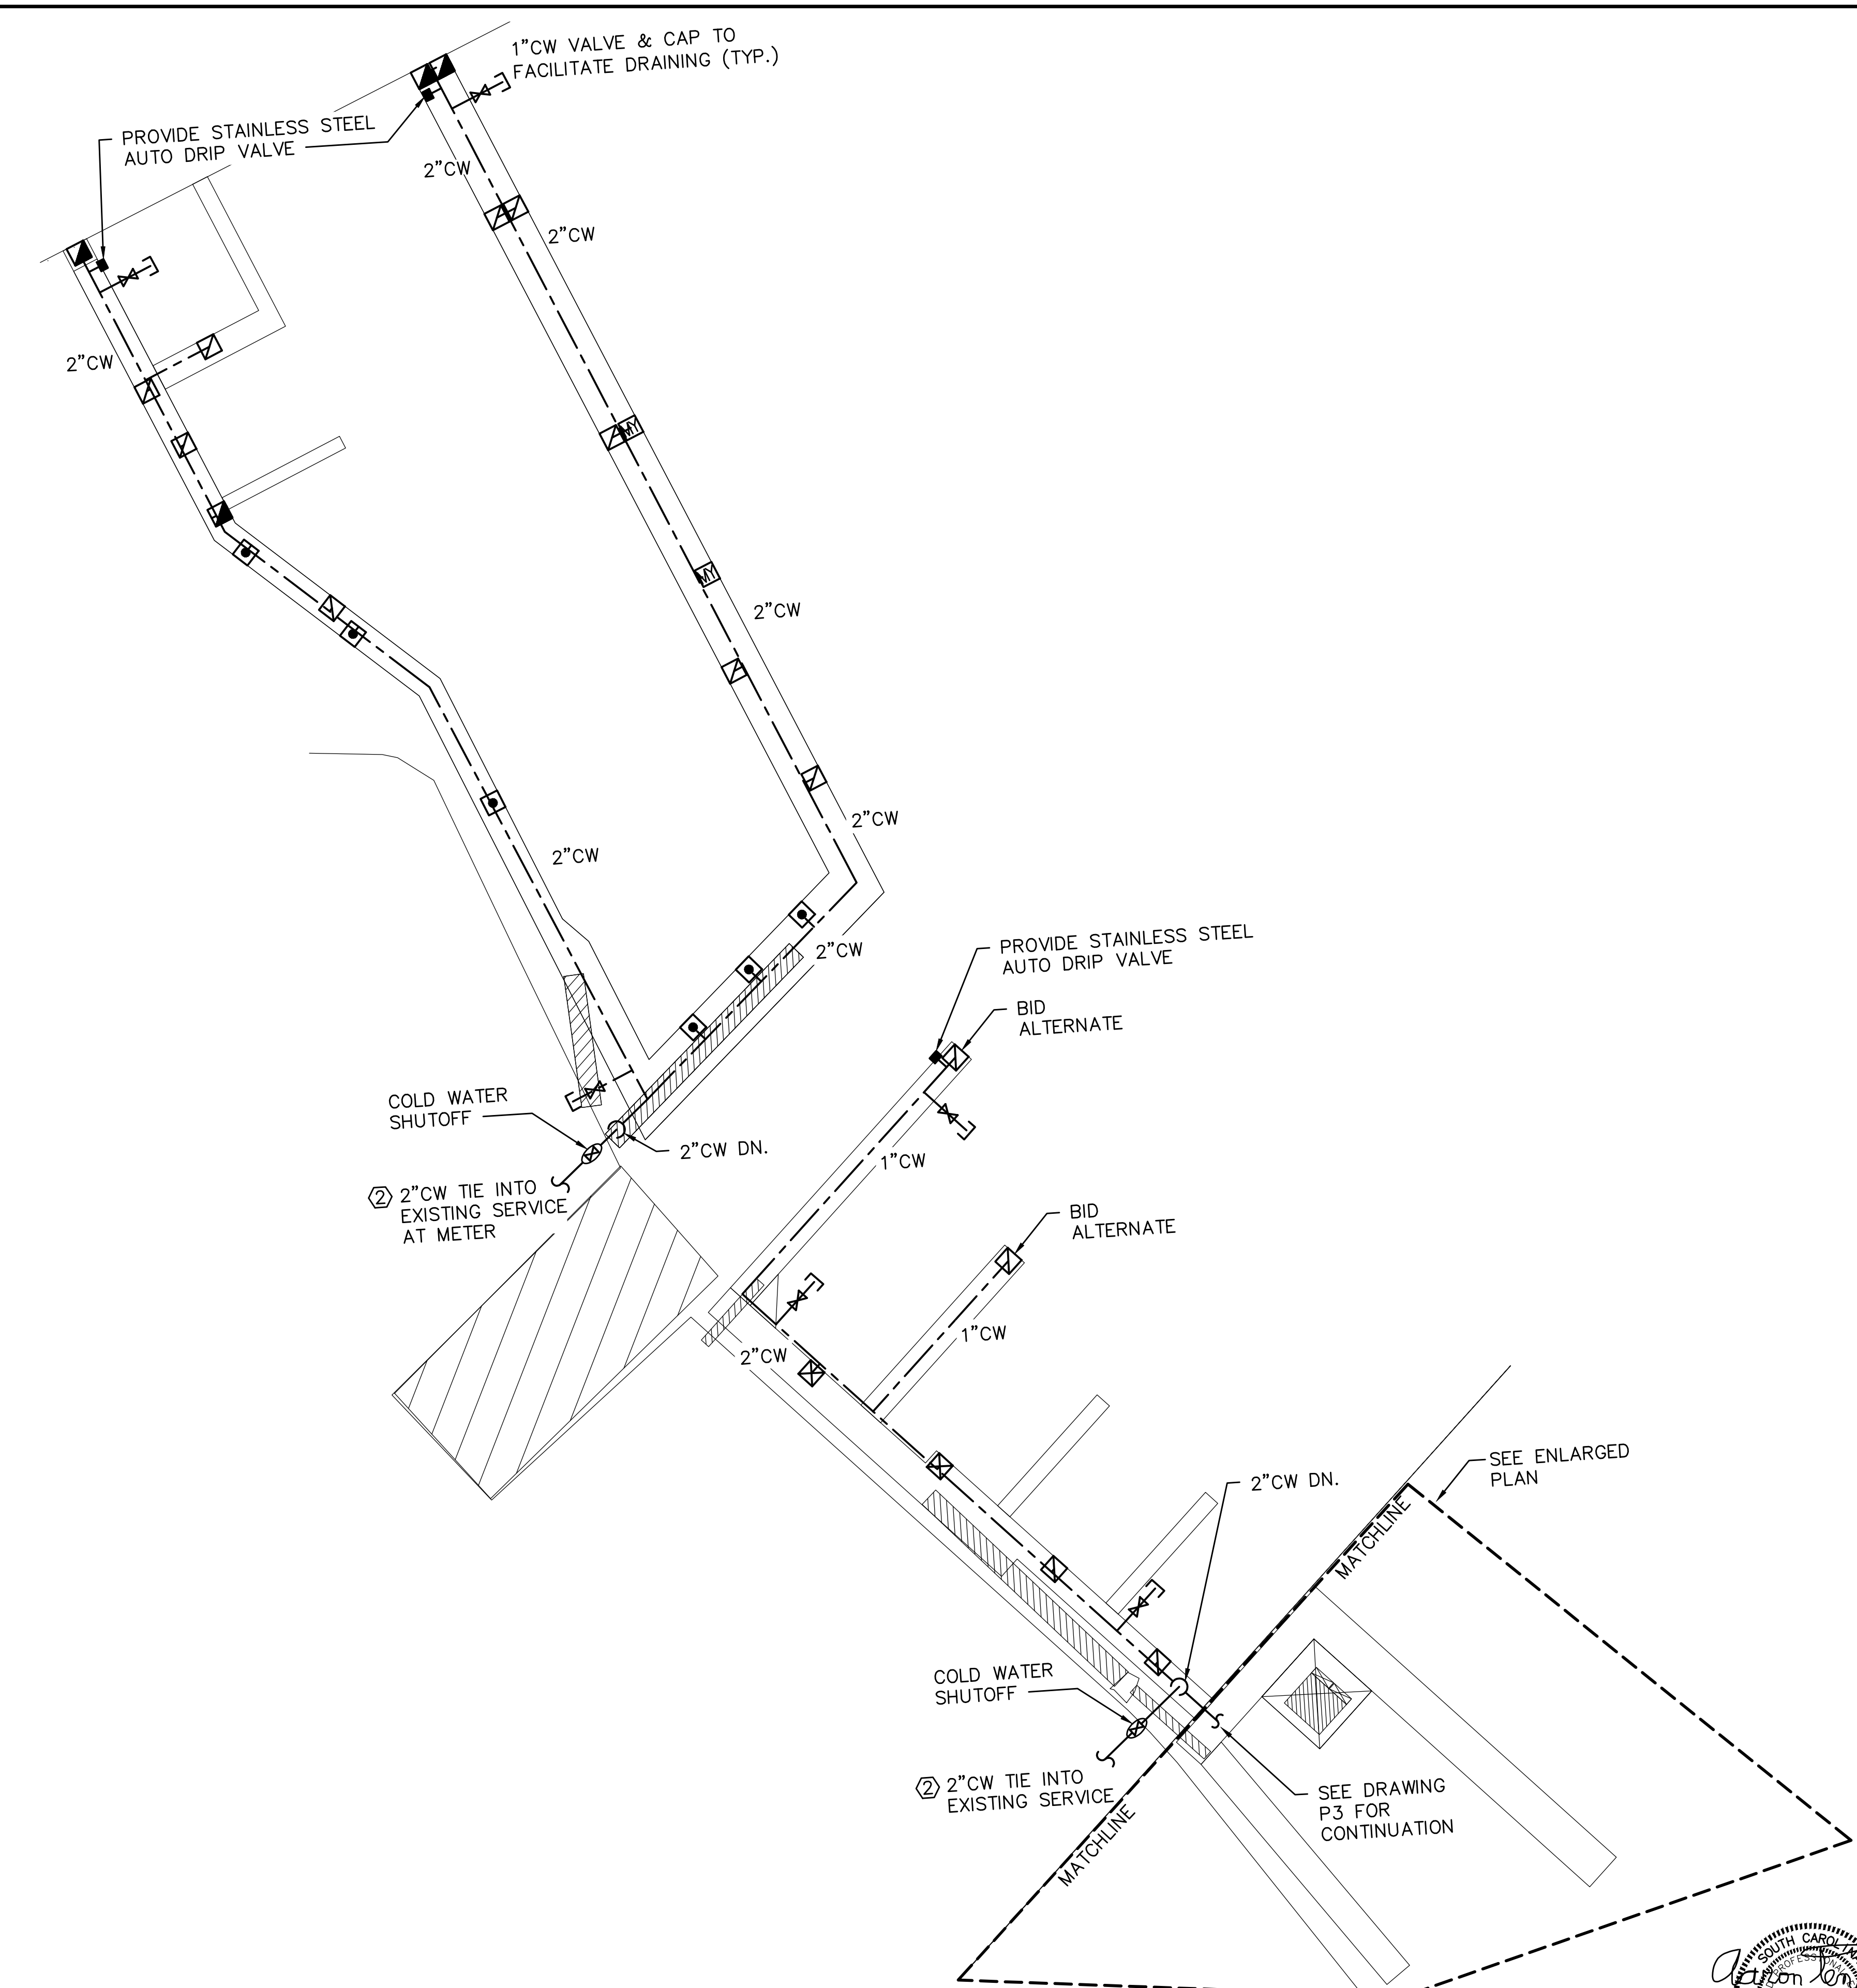 1"CW VALVE & CAP TO
FACILITATE DRAINING (TYP.)
PROVIDE STAINLESS STEEL
AUTO DRIP VALVE
2"CW
2"CW
2"CW
MY
MY
2"CW
2"CW
2"CW
2"CW
PROVIDE STAINLESS STEEL
AUTO DRIP VALVE
BID
ALTERNATE
COLD WATER
SHUTOFF
2"CW DN.
1"CW
2 2"CW TIE INTO
EXISTING SERVICE
AT METER
BID
ALTERNATE
1"CW
2"CW
SEE ENLARGED
PLAN
2"CW DN.
MATCHLINE
COLD WATER
SHUTOFF
2 2"CW TIE INTO
EXISTING SERVICE
SEE DRAWING
P3 FOR
CONTINUATION
MATCHLINE
SOUTH CAROLINA
PROFESSIONAL